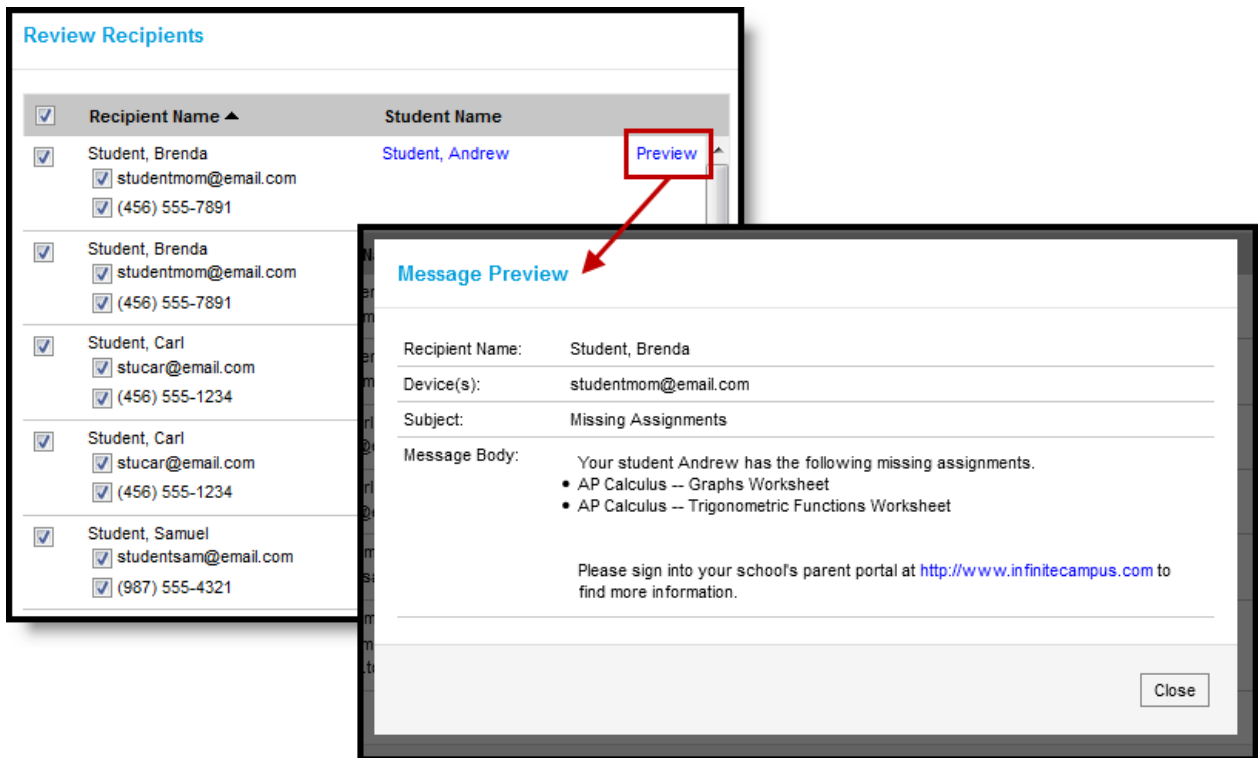 Review Recipients
Recipient Name ▲ Student Name
Student, Brenda Student, Andrew Preview
studentmom@email.com
(456) 555-7891
Student, Brenda
studentmom@email.com
(456) 555-7891
Student, Carl
stucar@email.com
(456) 555-1234
Student, Carl
stucar@email.com
(456) 555-1234
Student, Samuel
studentsam@email.com
(987) 555-4321
Message Preview
Recipient Name: Student, Brenda
Device(s): studentmom@email.com
Subject: Missing Assignments
Message Body: Your student Andrew has the following missing assignments.
• AP Calculus -- Graphs Worksheet
• AP Calculus -- Trigonometric Functions Worksheet
Please sign into your school's parent portal at http://www.infinitecampus.com to
find more information.
Close